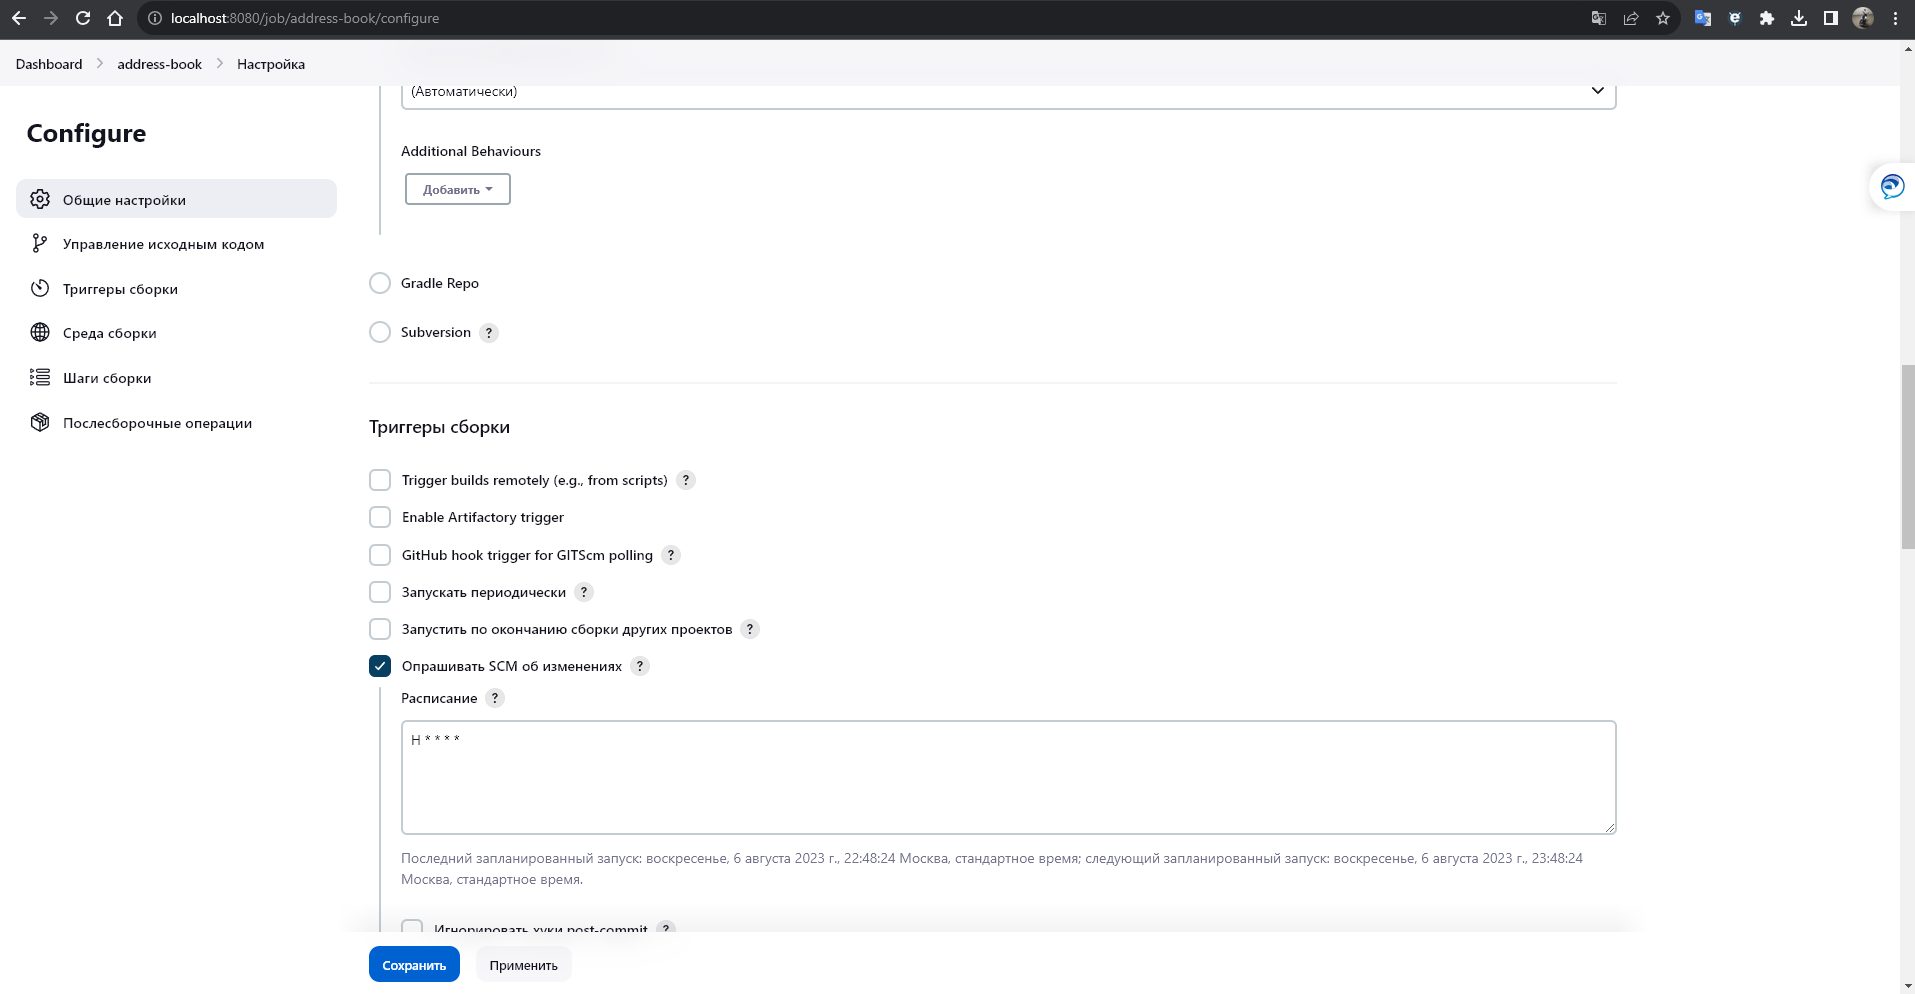 localhost:8080/job/address-book/configure
Dashboard address-book Настройка
Configure
Общие настройки
Управление исходным кодом
Триггеры сборки
Среда сборки
Шаги сборки
Послесборочные операции
(Автоматически)
Additional Behaviours
Добавить
Gradle Repo
Subversion ?
Триггеры сборки
Trigger builds remotely (e.g., from scripts) ?
Enable Artifactory trigger
GitHub hook trigger for GITScm polling ?
Запускать периодически ?
Запустить по окончанию сборки других проектов ?
Опрашивать SCM об изменениях ?
Расписание ?
H * * * *
Последний запланированный запуск: воскресенье, 6 августа 2023 г., 22:48:24 Москва, стандартное время; следующий запланированный запуск: воскресенье, 6 августа 2023 г., 23:48:24
Москва, стандартное время.
Игнорировать хуки post-commit ?
Сохранить Применить